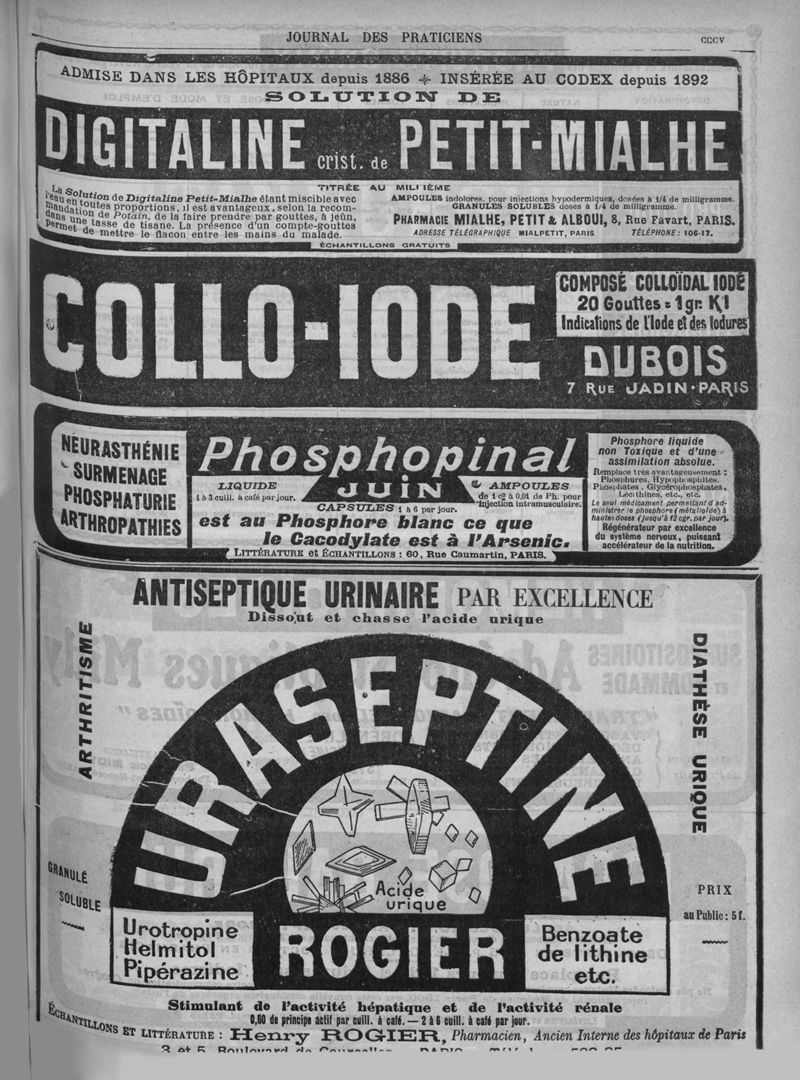 JOURNAL DES PRATICIENS
CCCV
ADMISE DANS LES HÔPITAUX depuis 1886 ⁜ INSÉRÉE AU CODEX depuis 1892
SOLUTION DE
DIGITALINE crist. de PETIT-MIALHE
TITRÉE AU MILLIÈME
La Solution de Digitaline Petit-Mialhe étant miscible avec
l'eau en toutes proportions, il est avantageux, selon la recom-
mandation de Potain, de la faire prendre par gouttes, à jeûn,
dans une tasse de tisane. La présence d'un compte-gouttes
permet de mettre le flacon entre les mains du malade.
AMPOULES indolores, pour injections hypodermiques, dosées à 1/4 de milligramme.
GRANULES SOLUBLES dosés à 1/4 de milligramme.
PHARMACIE MIALHE, PETIT & ALBOUI, 8, Rue Favart, PARIS.
ADRESSE TÉLÉGRAPHIQUE MIALPETIT, PARIS. TÉLÉPHONE: 106-17.
ÉCHANTILLONS GRATUITS
COLLO-IODE
COMPOSÉ COLLOÏDAL IODÉ
20 Gouttes = 1 gr. KI
Indications de l'Iode et des Iodures
DUBOIS
7 RUE JADIN-PARIS
NEURASTHÉNIE
SURMENAGE
PHOSPHATURIE
ARTHROPATHIES
Phosphopinal
JUIN
LIQUIDE
1 à 3 cuill. à café par jour.
AMPOULES
de 1 c3 à 0,01 de Ph. pour
injection intramusculaire.
CAPSULES 1 à 6 par jour.
est au Phosphore blanc ce que
le Cacodylate est à l'Arsenic.
LITTÉRATURE et ÉCHANTILLONS : 60, Rue Caumartin, PARIS.
Phosphore liquide
non Toxique et d'une
assimilation absolue.
Remplace très avantageusement :
Phosphures, Hypophosphites,
Phosphates, Glycérophosphates,
Lécithines, etc., etc.
Le seul médicament permettant d'ad-
ministrer le phosphore (métalloïde) à
hautes doses (jusqu'à 12 cgr. par jour).
Régénérateur par excellence
du système nerveux, puissant
accélérateur de la nutrition.
ANTISEPTIQUE URINAIRE PAR EXCELLENCE
Dissout et chasse l'acide urique
ARTHRITISME
DIATHÈSE URIQUE
URASEPTINE
Acide
urique
GRANULÉ
SOLUBLE
PRIX
au Public : 5 f.
Urotropine
Helmitol
Pipérazine
ROGIER
Benzoate
de lithine
etc.
Stimulant de l'activité hépatique et de l'activité rénale
0,60 de principe actif par cuill. à café. — 2 à 6 cuill. à café par jour.
ÉCHANTILLONS ET LITTÉRATURE : Henry ROGIER, Pharmacien, Ancien Interne des hôpitaux de Paris
3 et 5, Boulevard de Courcelles